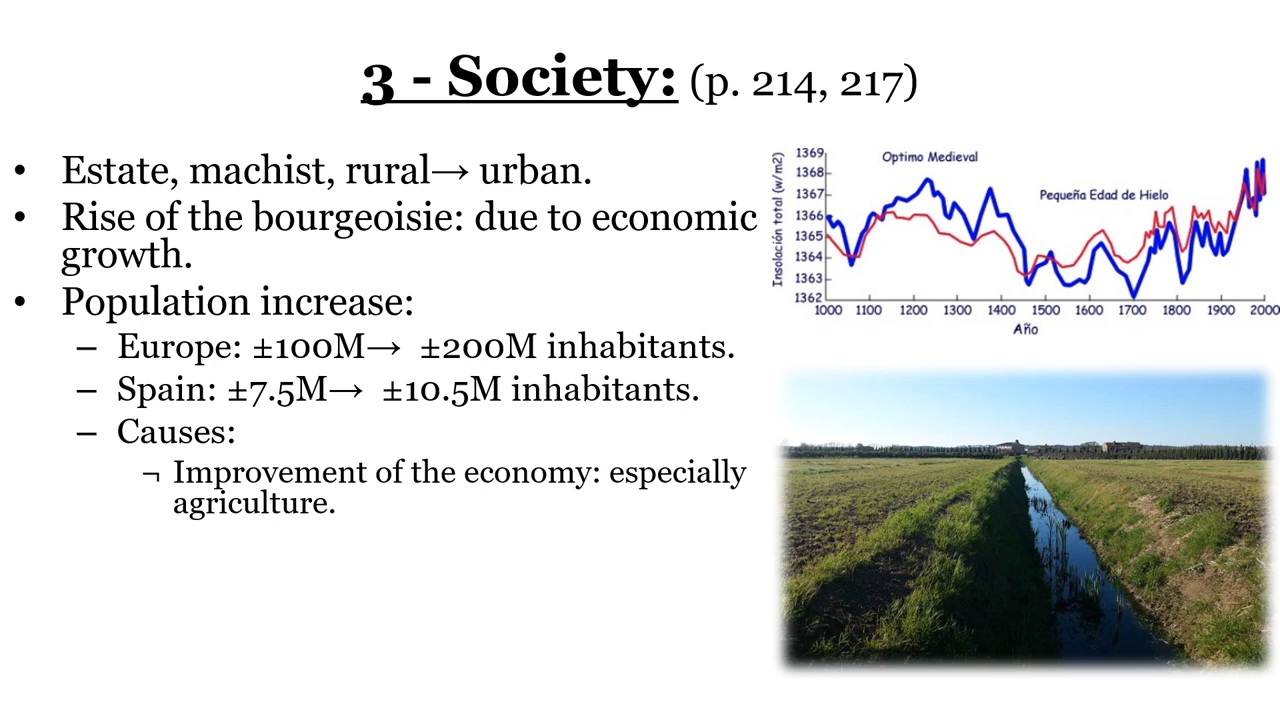 3 - Society: (p. 214, 217)
• Estate, machist, rural→ urban.
• Rise of the bourgeoisie: due to economic
growth.
• Population increase:
– Europe: ±100M→ ±200M inhabitants.
– Spain: ±7.5M→ ±10.5M inhabitants.
– Causes:
¬ Improvement of the economy: especially
agriculture.
Insolación total (w/m2)
1369
1368
1367
1366
1365
1364
1363
1362
Optimo Medieval
Pequeña Edad de Hielo
1000 1100 1200 1300 1400 1500 1600 1700 1800 1900 2000
Año